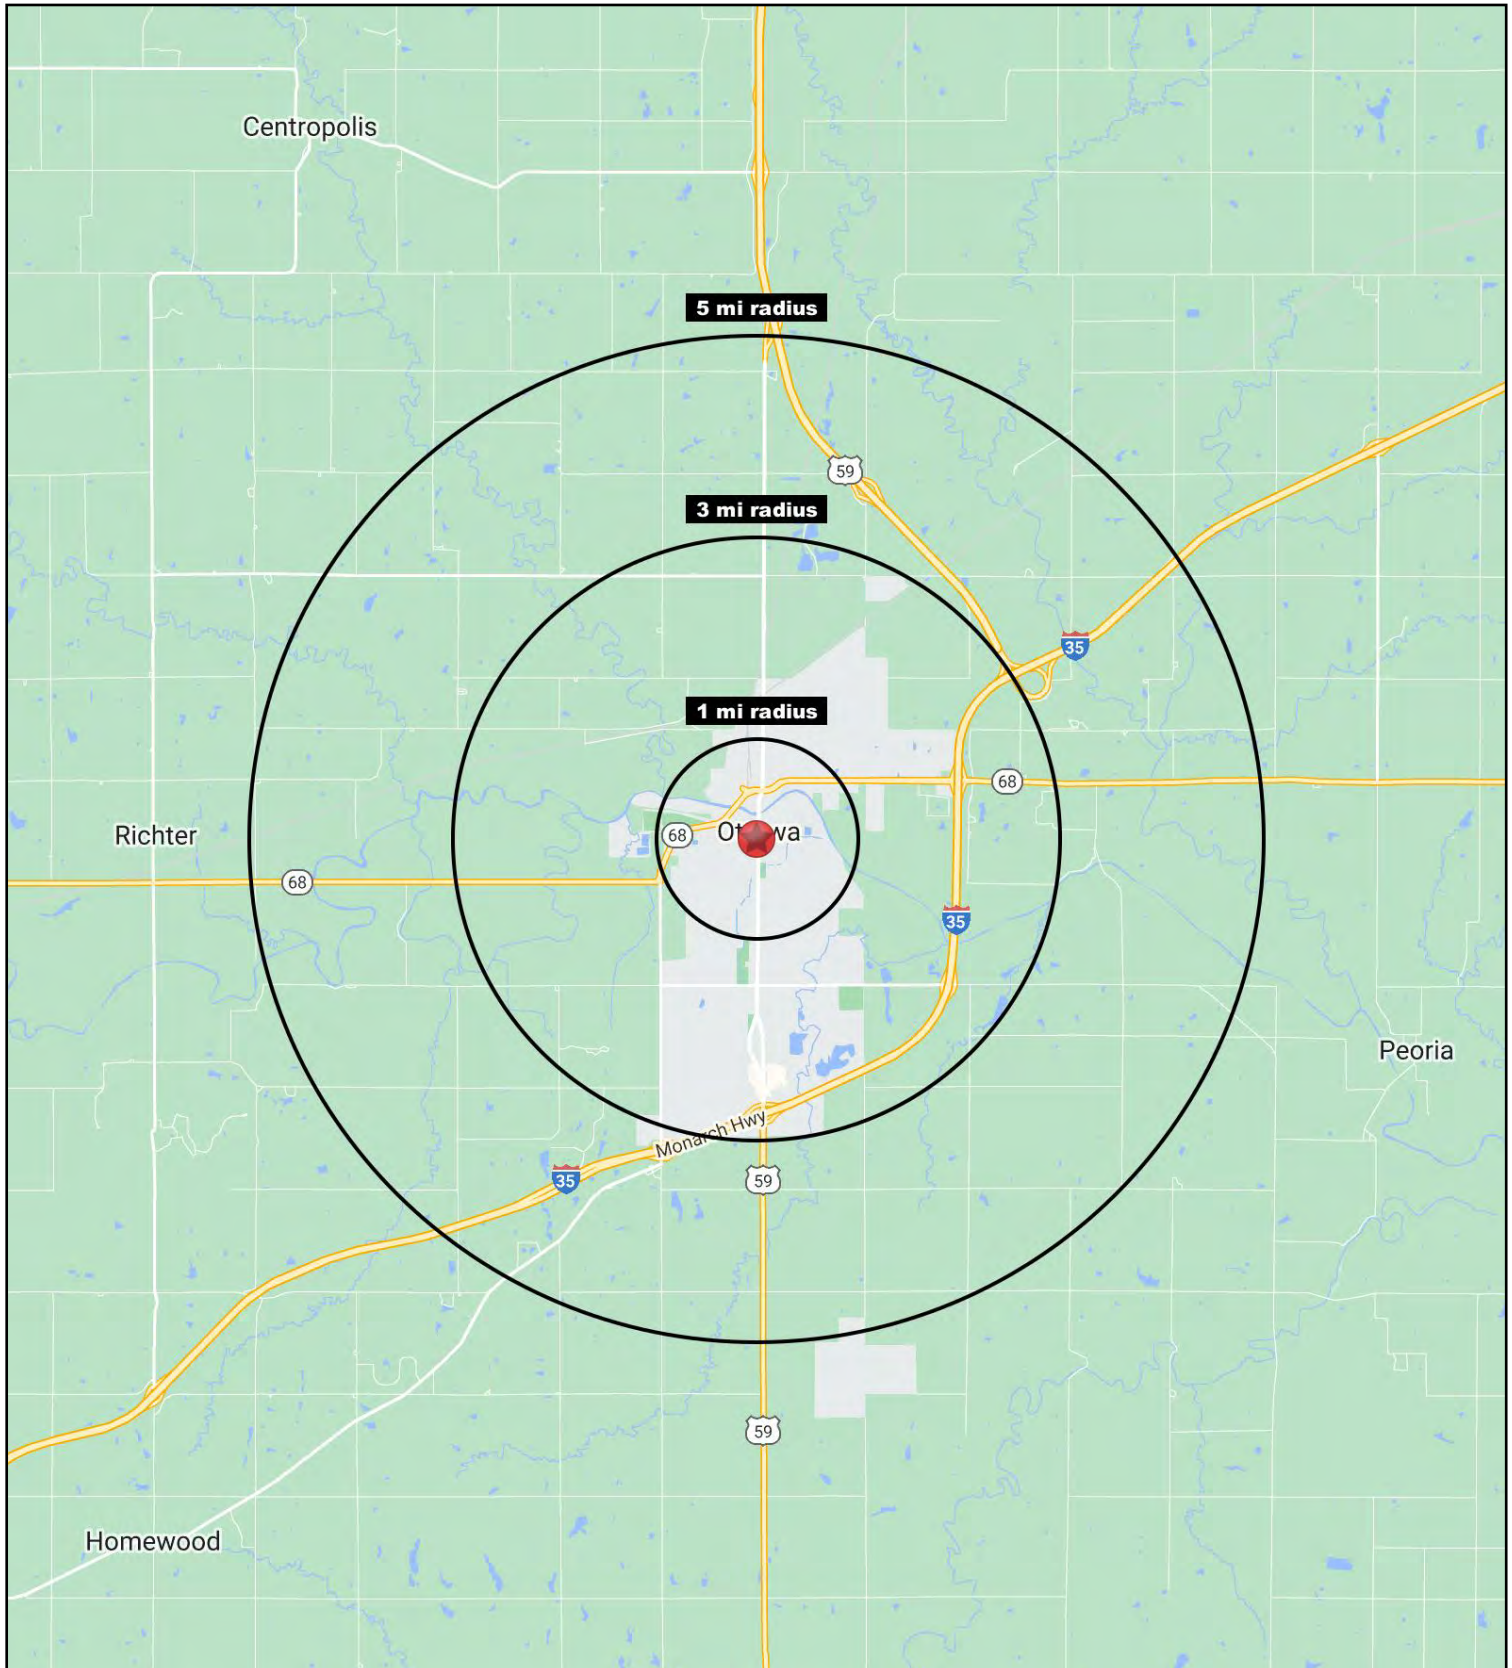 Centropolis
5 mi radius
59
3 mi radius
35
1 mi radius
68
Richter
68
Ottawa
68
35
Peoria
Monarch Hwy
35
59
59
Homewood